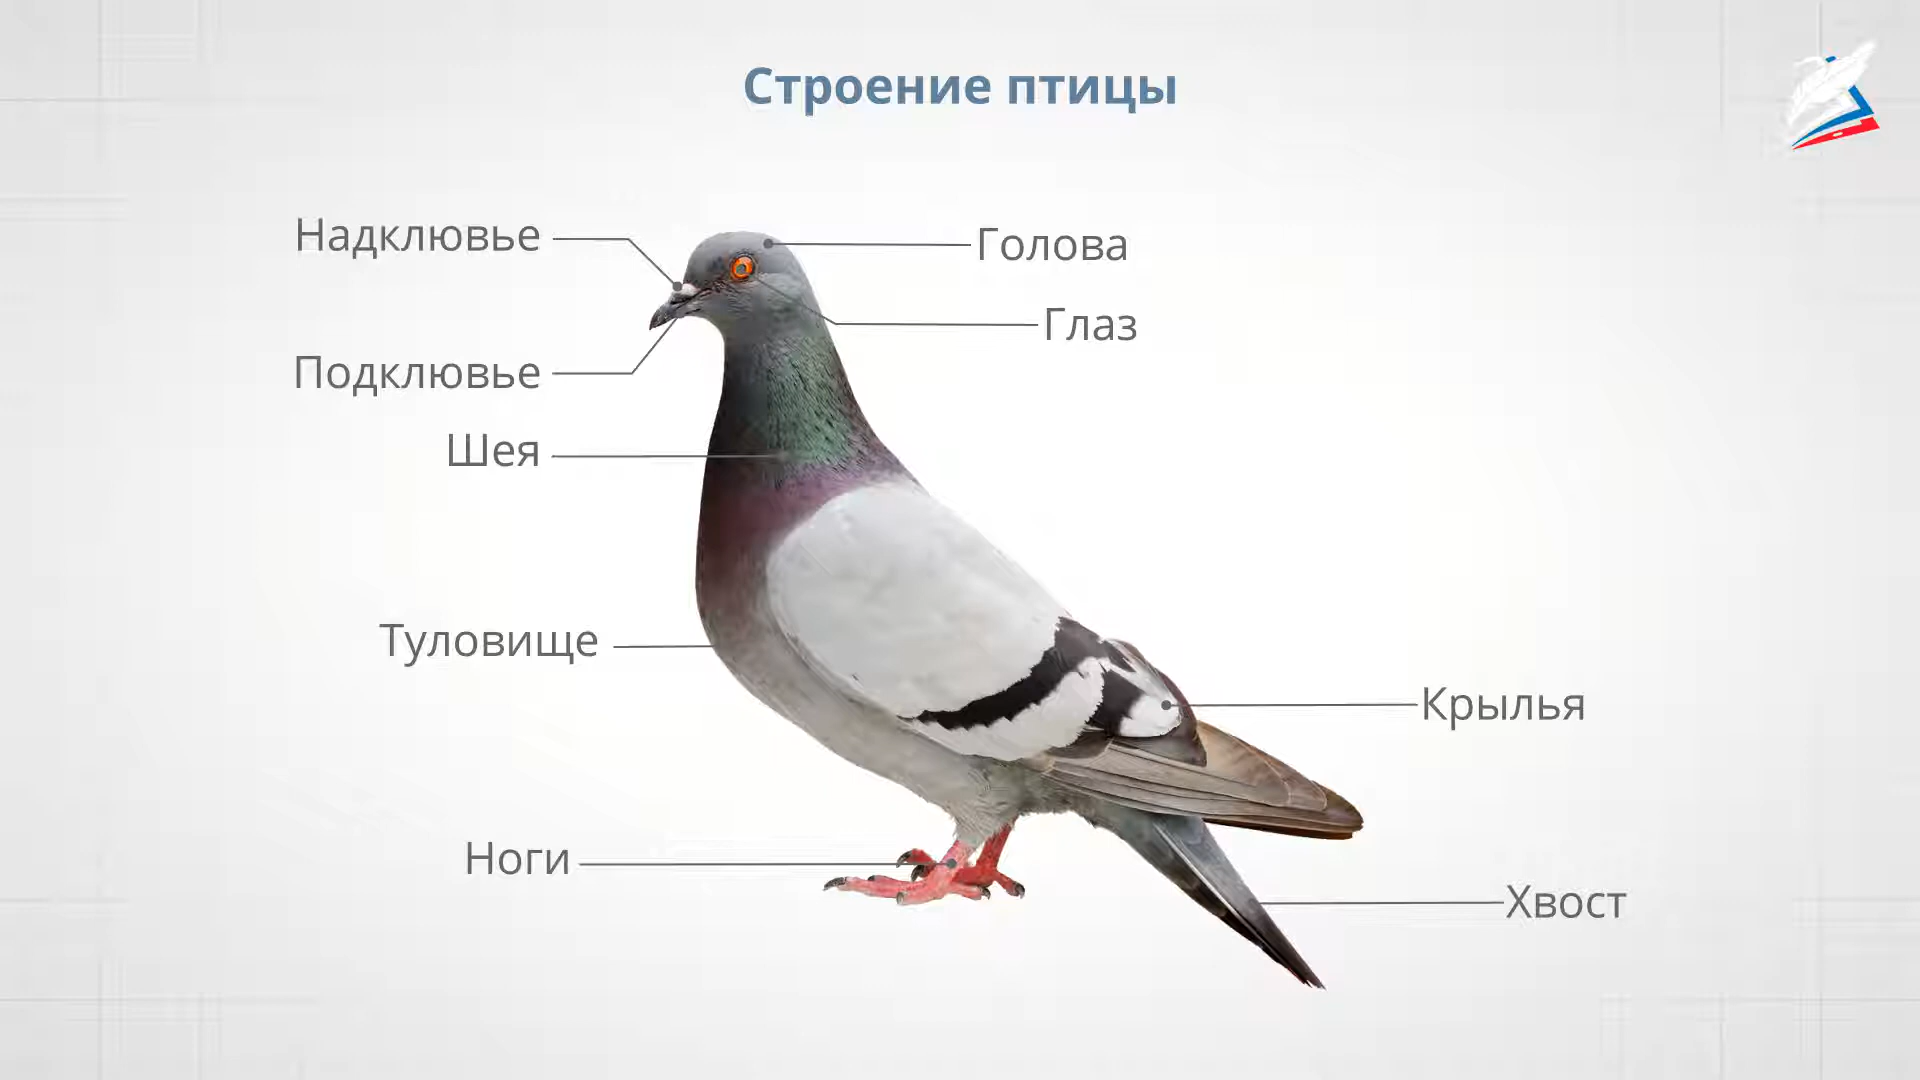 Строение птицы
Надклювье
Голова
Глаз
Подклювье
Шея
Туловище
Крылья
Ноги
Хвост